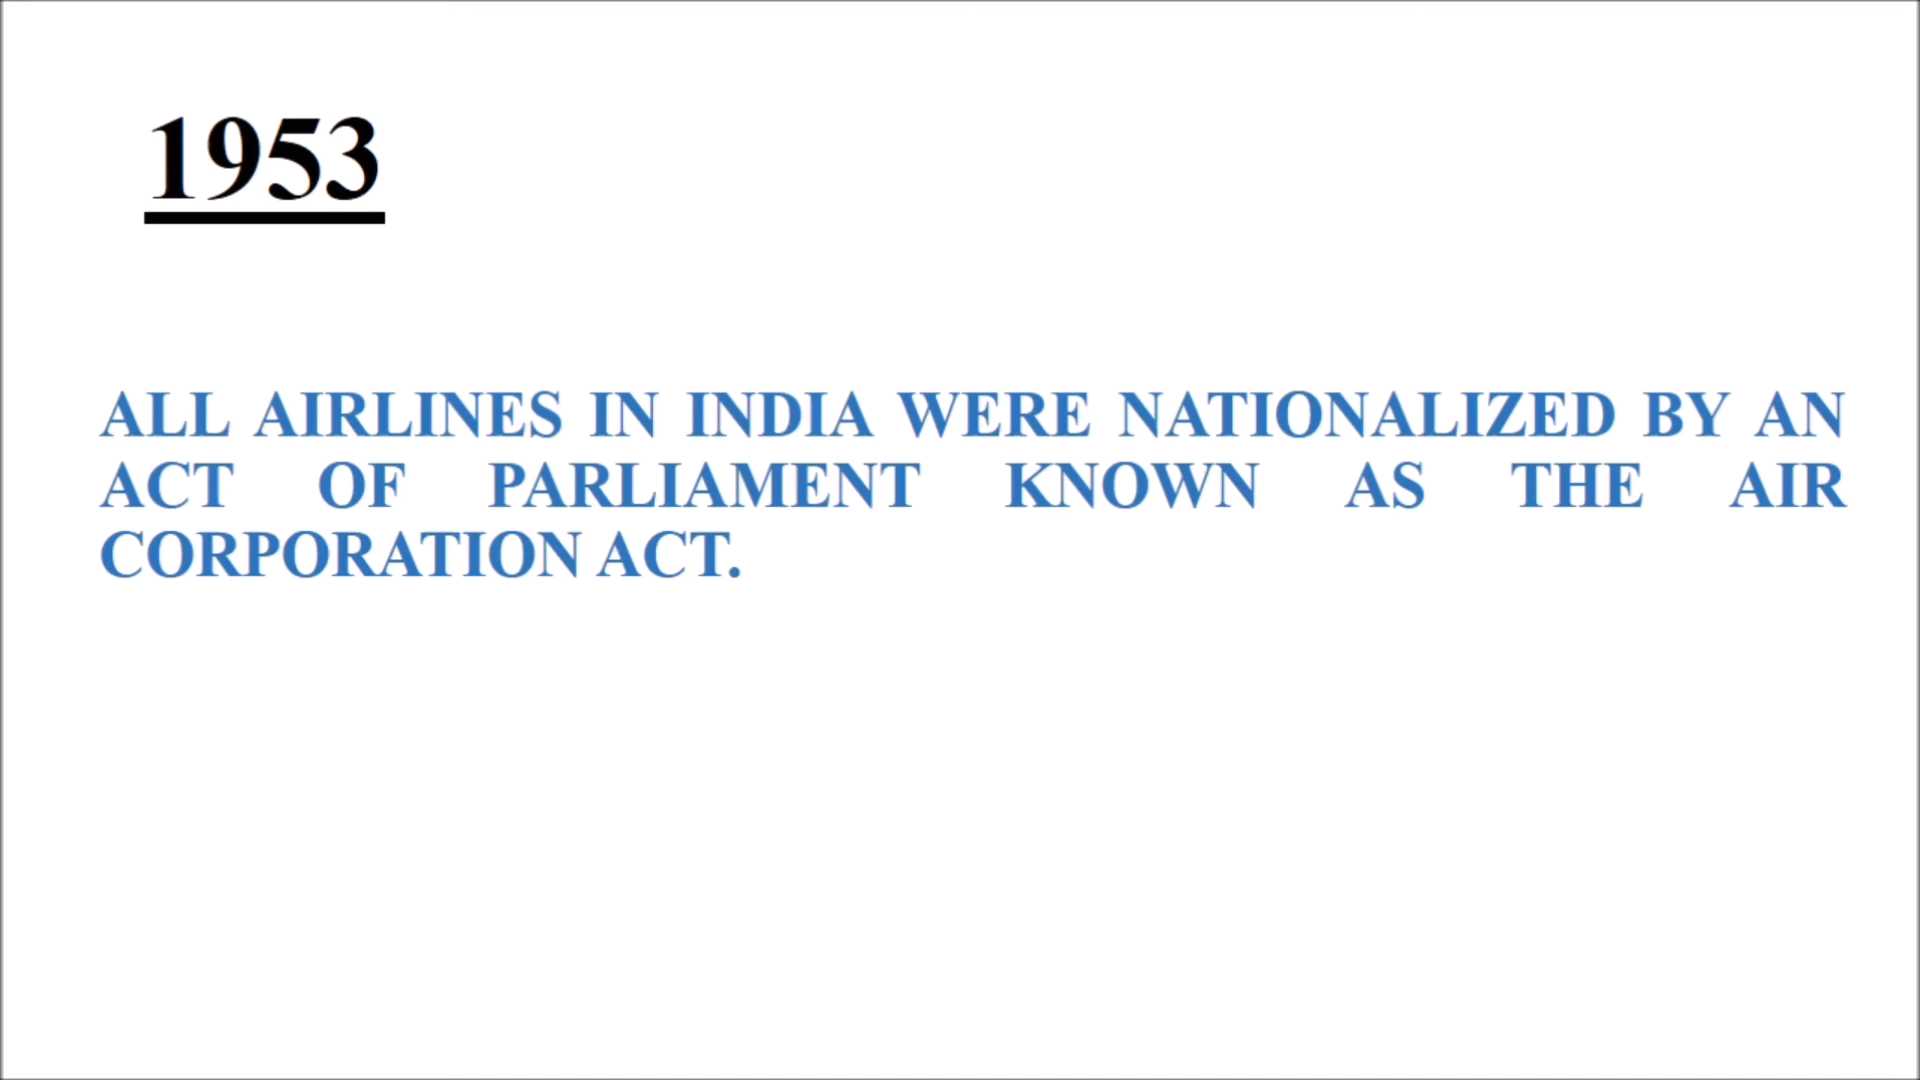 1953
ALL AIRLINES IN INDIA WERE NATIONALIZED BY AN
ACT OF PARLIAMENT KNOWN AS THE AIR
CORPORATION ACT.